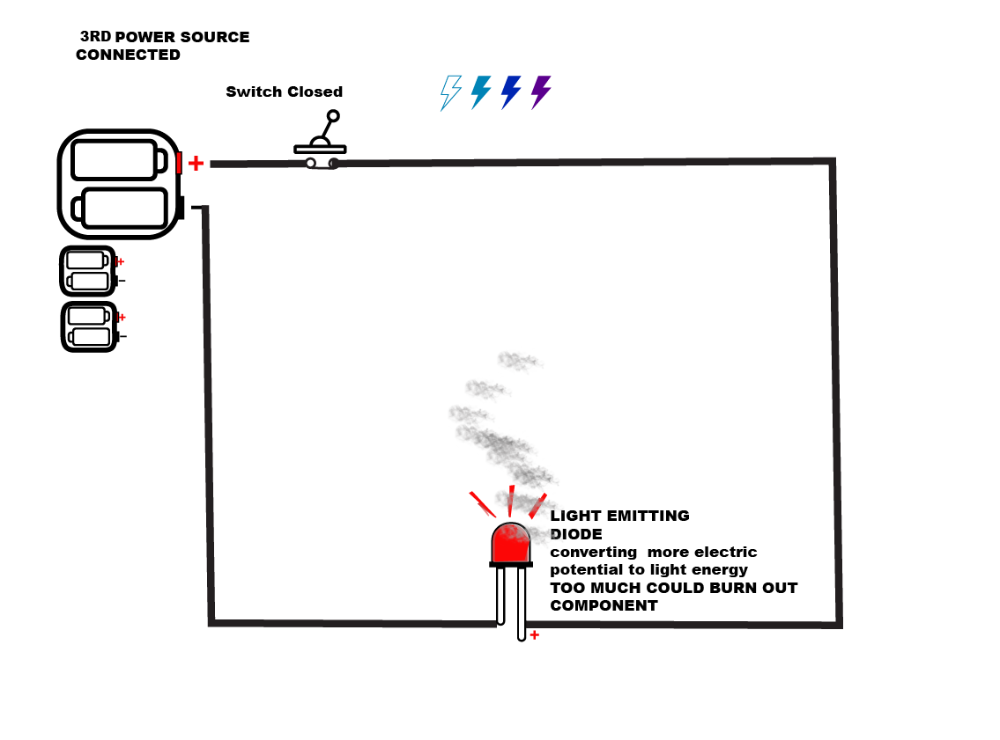 3RD POWER SOURCE
CONNECTED
Switch Closed
+
−
+
−
+
−
LIGHT EMITTING
DIODE
converting  more electric
potential to light energy
TOO MUCH COULD BURN OUT
COMPONENT
+